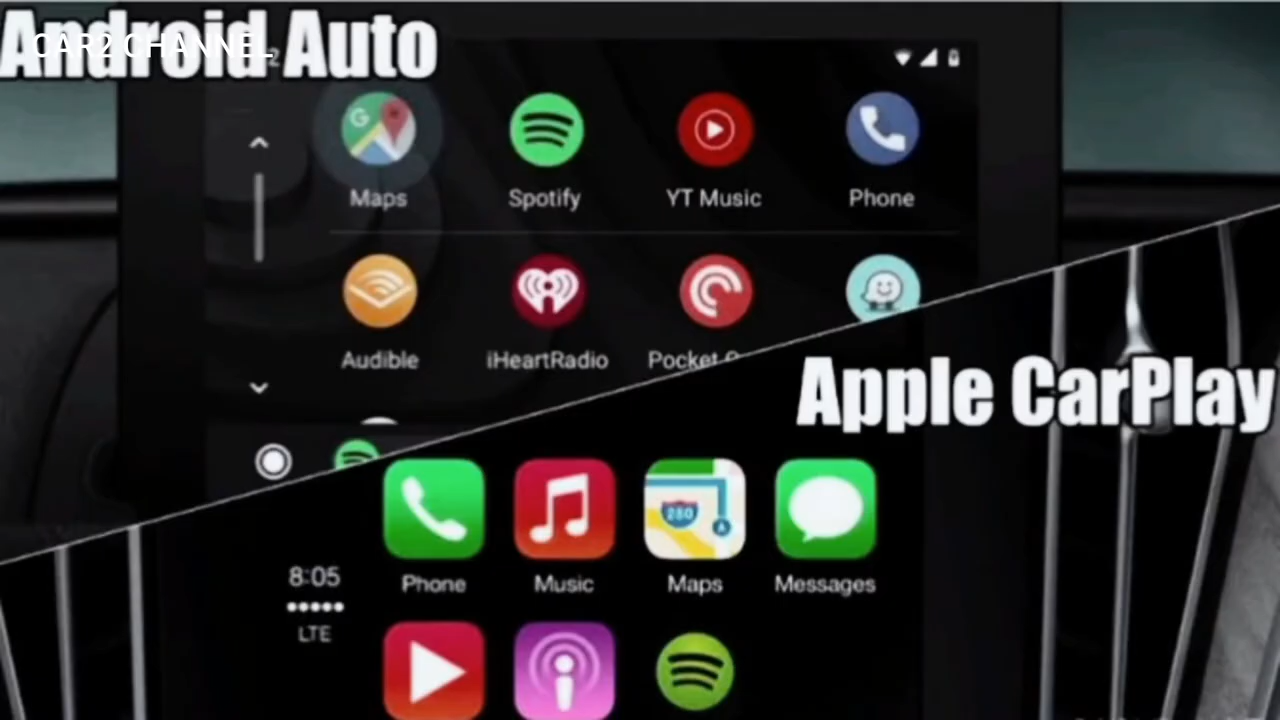 Android Auto
CAR2 CHANNEL
Maps
Spotify
YT Music
Phone
Audible
iHeartRadio
Pocket
Apple CarPlay
280
8:05
LTE
Phone
Music
Maps
Messages